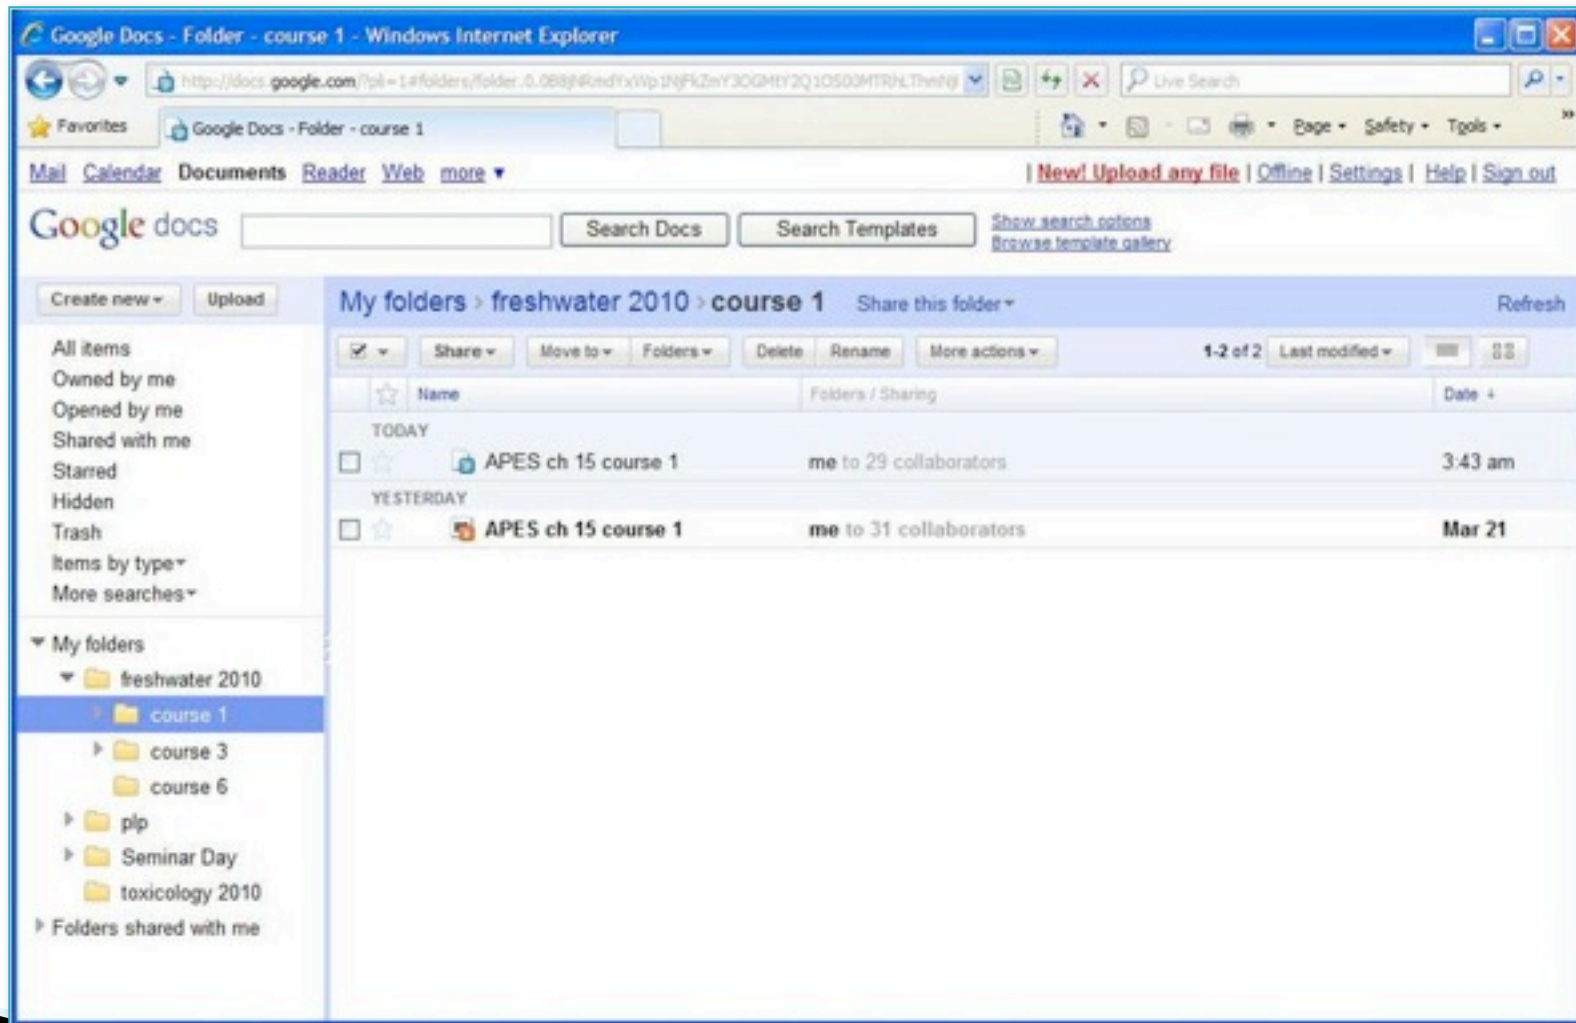 Google Docs - Folder - course 1 - Windows Internet Explorer
Live Search
Favorites Google Docs - Folder - course 1 Page Safety Tools »
Mail Calendar Documents Reader Web more ▼ | New! Upload any file | Offline | Settings | Help | Sign out
Google docs Search Docs Search Templates Show search options
Browse template gallery
Create new Upload My folders › freshwater 2010 › course 1 Share this folder Refresh
Share Move to Folders Delete Rename More actions 1-2 of 2 Last modified
Name Folders / Sharing Date
TODAY
APES ch 15 course 1 me to 29 collaborators 3:43 am
YESTERDAY
APES ch 15 course 1 me to 31 collaborators Mar 21
All items
Owned by me
Opened by me
Shared with me
Starred
Hidden
Trash
Items by type
More searches
My folders
freshwater 2010
course 1
course 3
course 6
plp
Seminar Day
toxicology 2010
Folders shared with me